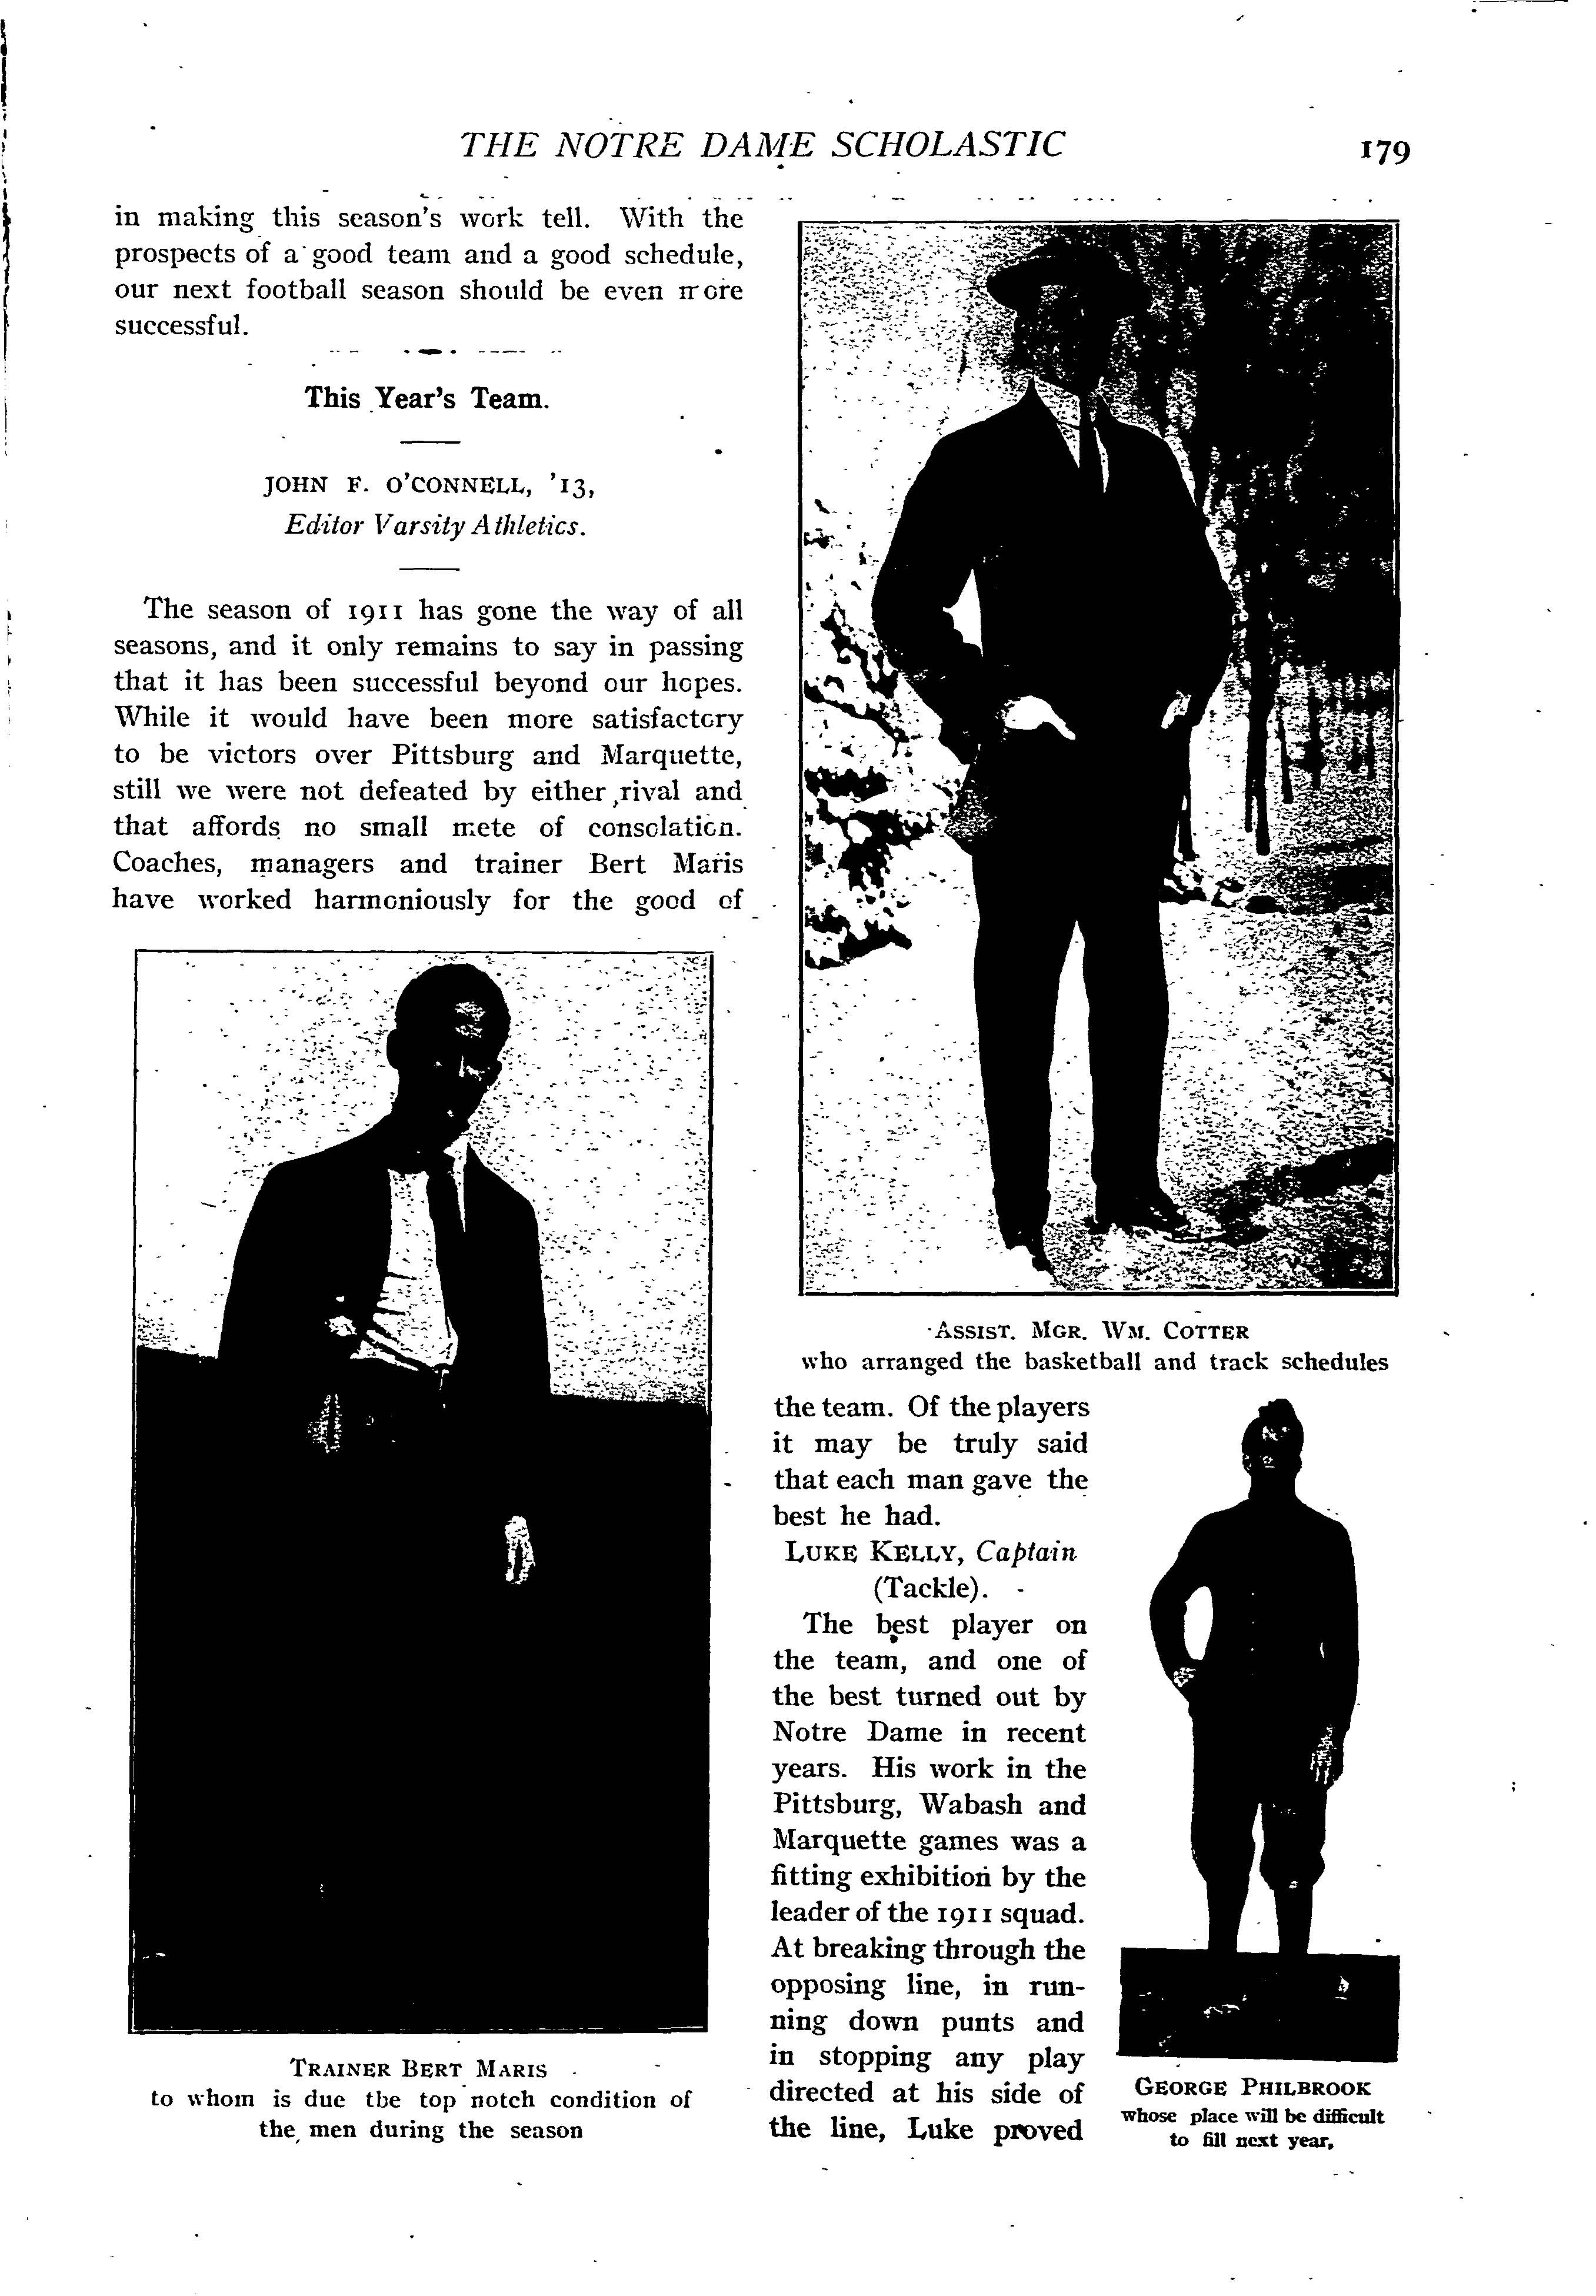 THE NOTRE DAME SCHOLASTIC 179
in making this season's work tell. With the
prospects of a good team and a good schedule,
our next football season should be even more
successful.
This Year's Team.
JOHN F. O'CONNELL, '13,
Editor Varsity Athletics.
The season of 1911 has gone the way of all
seasons, and it only remains to say in passing
that it has been successful beyond our hopes.
While it would have been more satisfactory
to be victors over Pittsburg and Marquette,
still we were not defeated by either rival and
that affords no small mete of consolation.
Coaches, managers and trainer Bert Maris
have worked harmoniously for the good of
TRAINER BERT MARIS
to whom is due the top notch condition of
the men during the season
ASSIST. MGR. WM. COTTER
who arranged the basketball and track schedules
the team. Of the players
it may be truly said
that each man gave the
best he had.
LUKE KELLY, Captain
(Tackle).
The best player on
the team, and one of
the best turned out by
Notre Dame in recent
years. His work in the
Pittsburg, Wabash and
Marquette games was a
fitting exhibition by the
leader of the 1911 squad.
At breaking through the
opposing line, in run-
ning down punts and
in stopping any play
directed at his side of
the line, Luke proved
GEORGE PHILBROOK
whose place will be difficult
to fill next year,